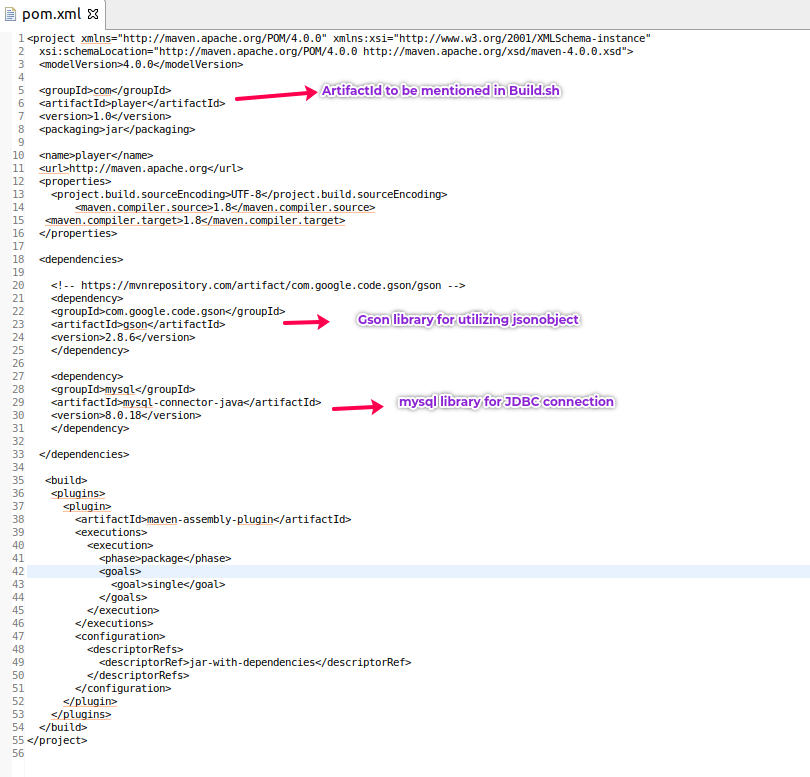 pom.xml
1 <project xmlns="http://maven.apache.org/POM/4.0.0" xmlns:xsi="http://www.w3.org/2001/XMLSchema-instance"
2   xsi:schemaLocation="http://maven.apache.org/POM/4.0.0 http://maven.apache.org/xsd/maven-4.0.0.xsd">
3   <modelVersion>4.0.0</modelVersion>
4
5   <groupId>com</groupId> ArtifactId to be mentioned in Build.sh
6   <artifactId>player</artifactId>
7   <version>1.0</version>
8   <packaging>jar</packaging>
9
10   <name>player</name>
11   <url>http://maven.apache.org</url>
12   <properties>
13     <project.build.sourceEncoding>UTF-8</project.build.sourceEncoding>
14         <maven.compiler.source>1.8</maven.compiler.source>
15    <maven.compiler.target>1.8</maven.compiler.target>
16   </properties>
17
18   <dependencies>
19
20     <!-- https://mvnrepository.com/artifact/com.google.code.gson/gson -->
21     <dependency>
22     <groupId>com.google.code.gson</groupId>
23     <artifactId>gson</artifactId> Gson library for utilizing jsonobject
24     <version>2.8.6</version>
25     </dependency>
26
27     <dependency>
28     <groupId>mysql</groupId>
29     <artifactId>mysql-connector-java</artifactId> mysql library for JDBC connection
30     <version>8.0.18</version>
31     </dependency>
32
33   </dependencies>
34
35    <build>
36     <plugins>
37       <plugin>
38         <artifactId>maven-assembly-plugin</artifactId>
39         <executions>
40           <execution>
41             <phase>package</phase>
42             <goals>
43               <goal>single</goal>
44             </goals>
45           </execution>
46         </executions>
47         <configuration>
48           <descriptorRefs>
49             <descriptorRef>jar-with-dependencies</descriptorRef>
50           </descriptorRefs>
51         </configuration>
52       </plugin>
53     </plugins>
54   </build>
55 </project>
56